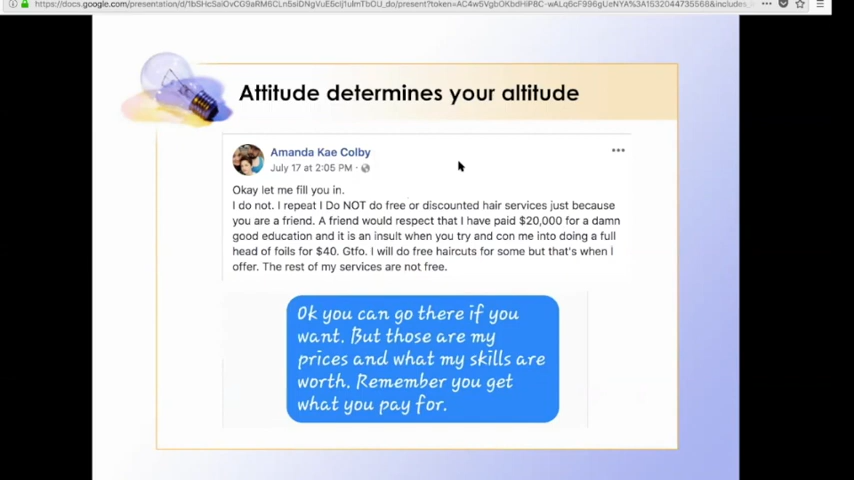 Attitude determines your altitude
Amanda Kae Colby
July 17 at 2:05 PM ·
Okay let me fill you in.
I do not. I repeat I Do NOT do free or discounted hair services just because
you are a friend. A friend would respect that I have paid $20,000 for a damn
good education and it is an insult when you try and con me into doing a full
head of foils for $40. Gtfo. I will do free haircuts for some but that's when I
offer. The rest of my services are not free.
Ok you can go there if you
want. But those are my
prices and what my skills are
worth. Remember you get
what you pay for.